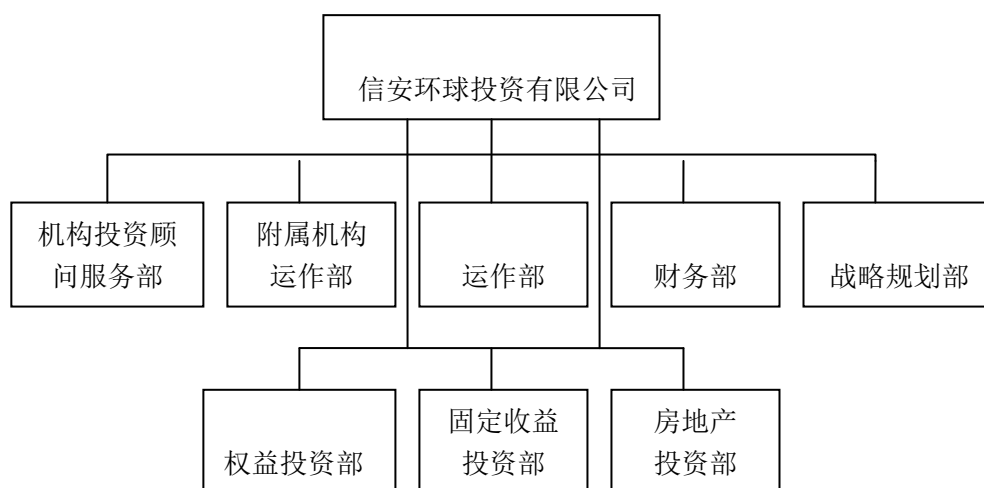 信安环球投资有限公司
机构投资顾
问服务部
附属机构
运作部
运作部
财务部
战略规划部
权益投资部
固定收益
投资部
房地产
投资部